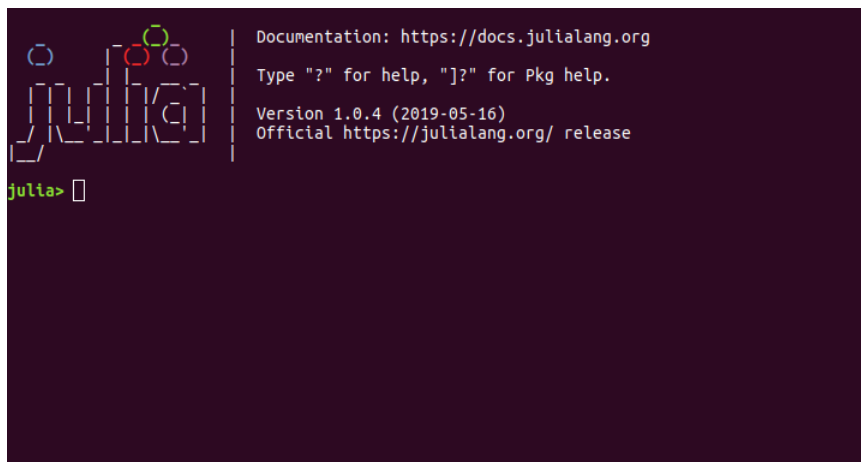 Documentation: https://docs.julialang.org
Type "?" for help, "]?" for Pkg help.
Version 1.0.4 (2019-05-16)
Official https://julialang.org/ release
julia
julia>